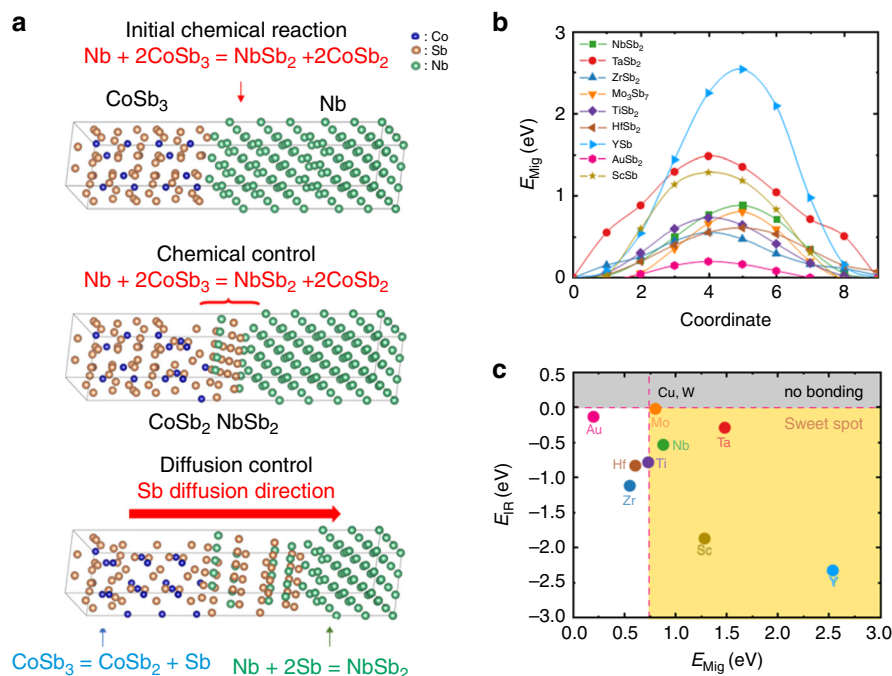 a
Initial chemical reaction
Nb + 2CoSb₃ = NbSb₂ +2CoSb₂
: Co
: Sb
: Nb
CoSb₃
Nb
Chemical control
Nb + 2CoSb₃ = NbSb₂ +2CoSb₂
CoSb₂ NbSb₂
Diffusion control
Sb diffusion direction
CoSb₃ = CoSb₂ + Sb
Nb + 2Sb = NbSb₂
b
3
2
1
0
E_Mig (eV)
NbSb₂
TaSb₂
ZrSb₂
Mo₃Sb₇
TiSb₂
HfSb₂
YSb
AuSb₂
ScSb
0 2 4 6 8
Coordinate
c
0.5
0.0
−0.5
−1.0
−1.5
−2.0
−2.5
−3.0
E_IR (eV)
Cu, W
no bonding
Sweet spot
Au
Mo
Ta
Nb
Hf
Ti
Zr
Sc
Y
0.0 0.5 1.0 1.5 2.0 2.5 3.0
E_Mig (eV)